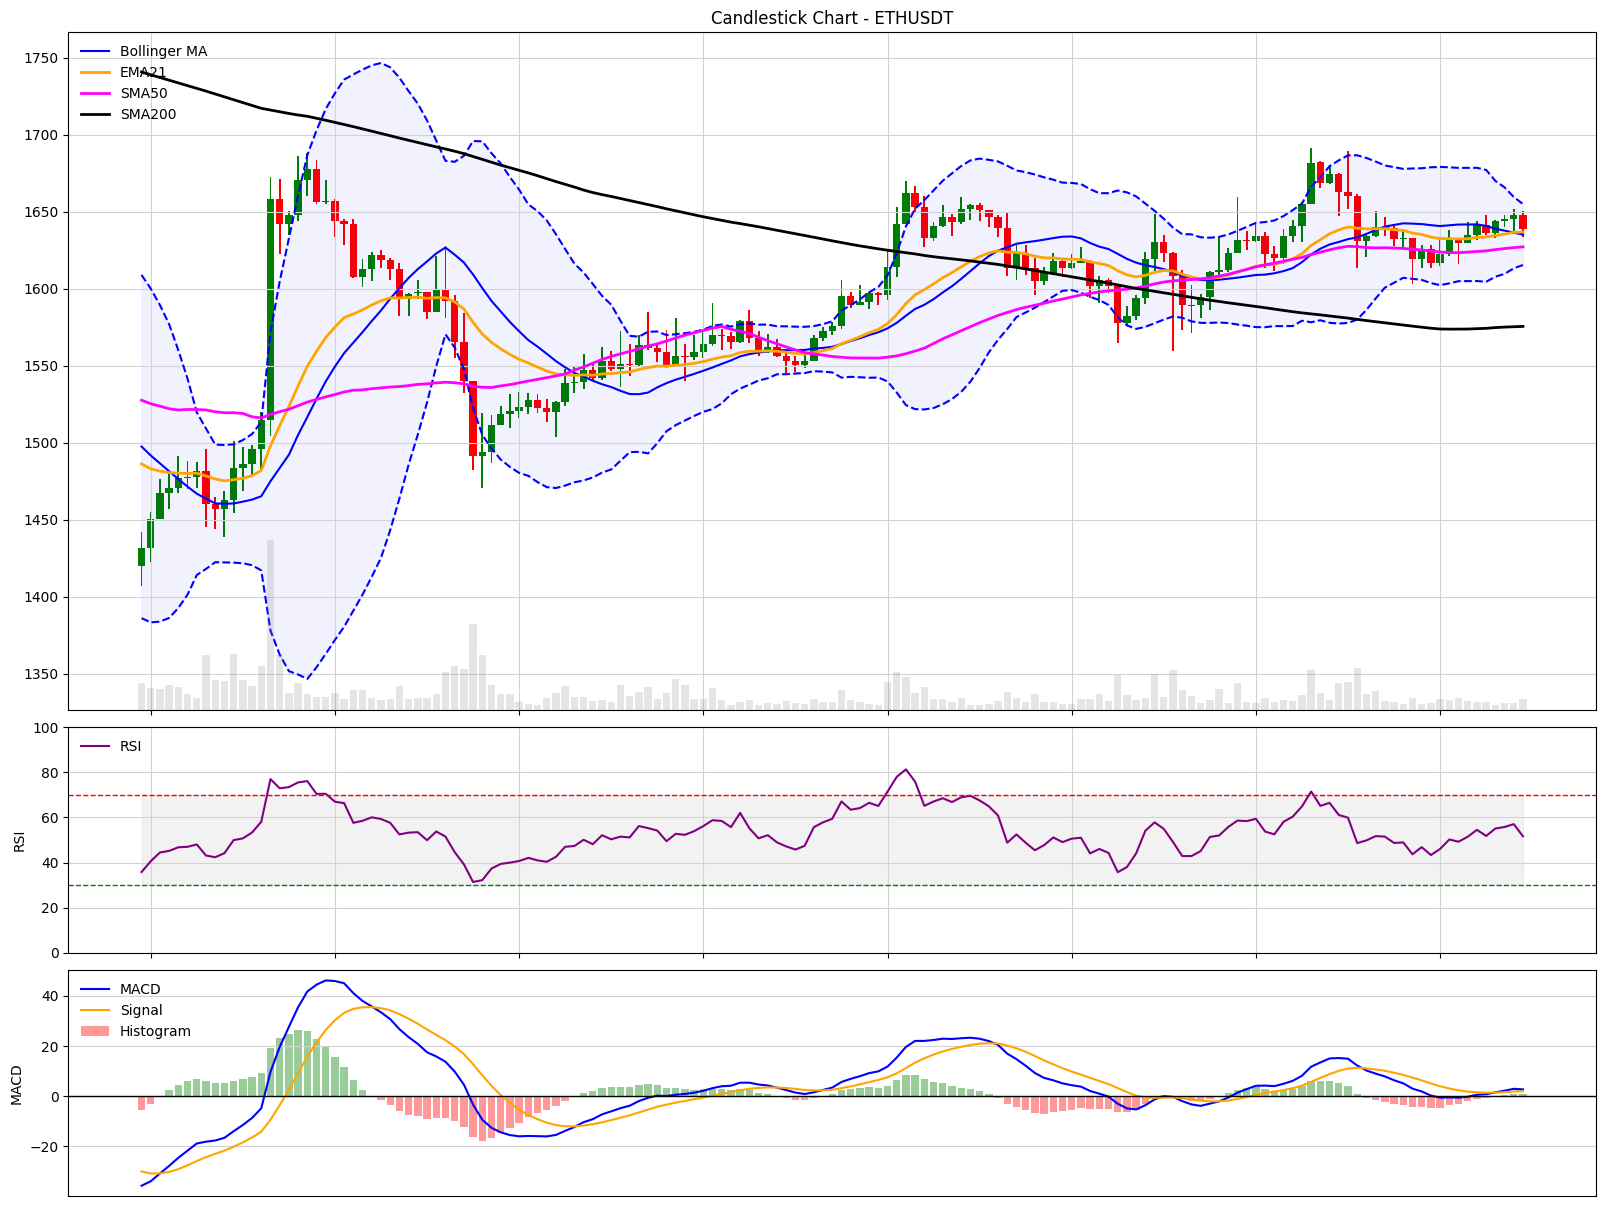 Candlestick Chart - ETHUSDT
Bollinger MA
EMA21
SMA50
SMA200
1750
1700
1650
1600
1550
1500
1450
1400
1350
RSI
100
80
60
40
20
0
RSI
MACD
Signal
Histogram
40
20
0
−20
MACD